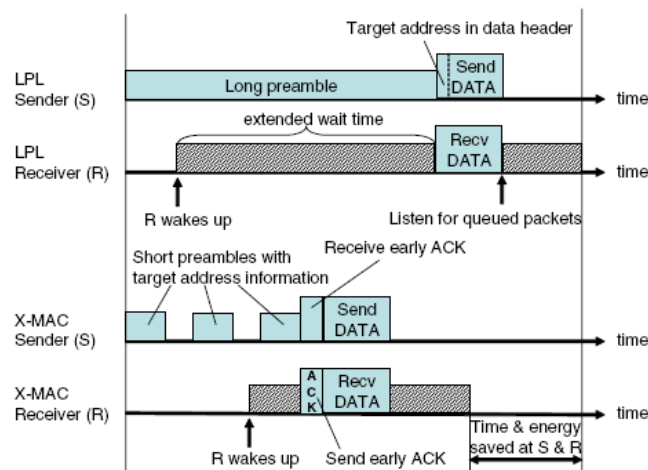 Target address in data header
LPL
Sender (S)
Long preamble
Send
DATA
time
extended wait time
LPL
Receiver (R)
Recv
DATA
time
R wakes up
Listen for queued packets
Short preambles with
target address information
Receive early ACK
X-MAC
Sender (S)
Send
DATA
time
X-MAC
Receiver (R)
A
C
K
Recv
DATA
time
R wakes up
Send early ACK
Time & energy
saved at S & R